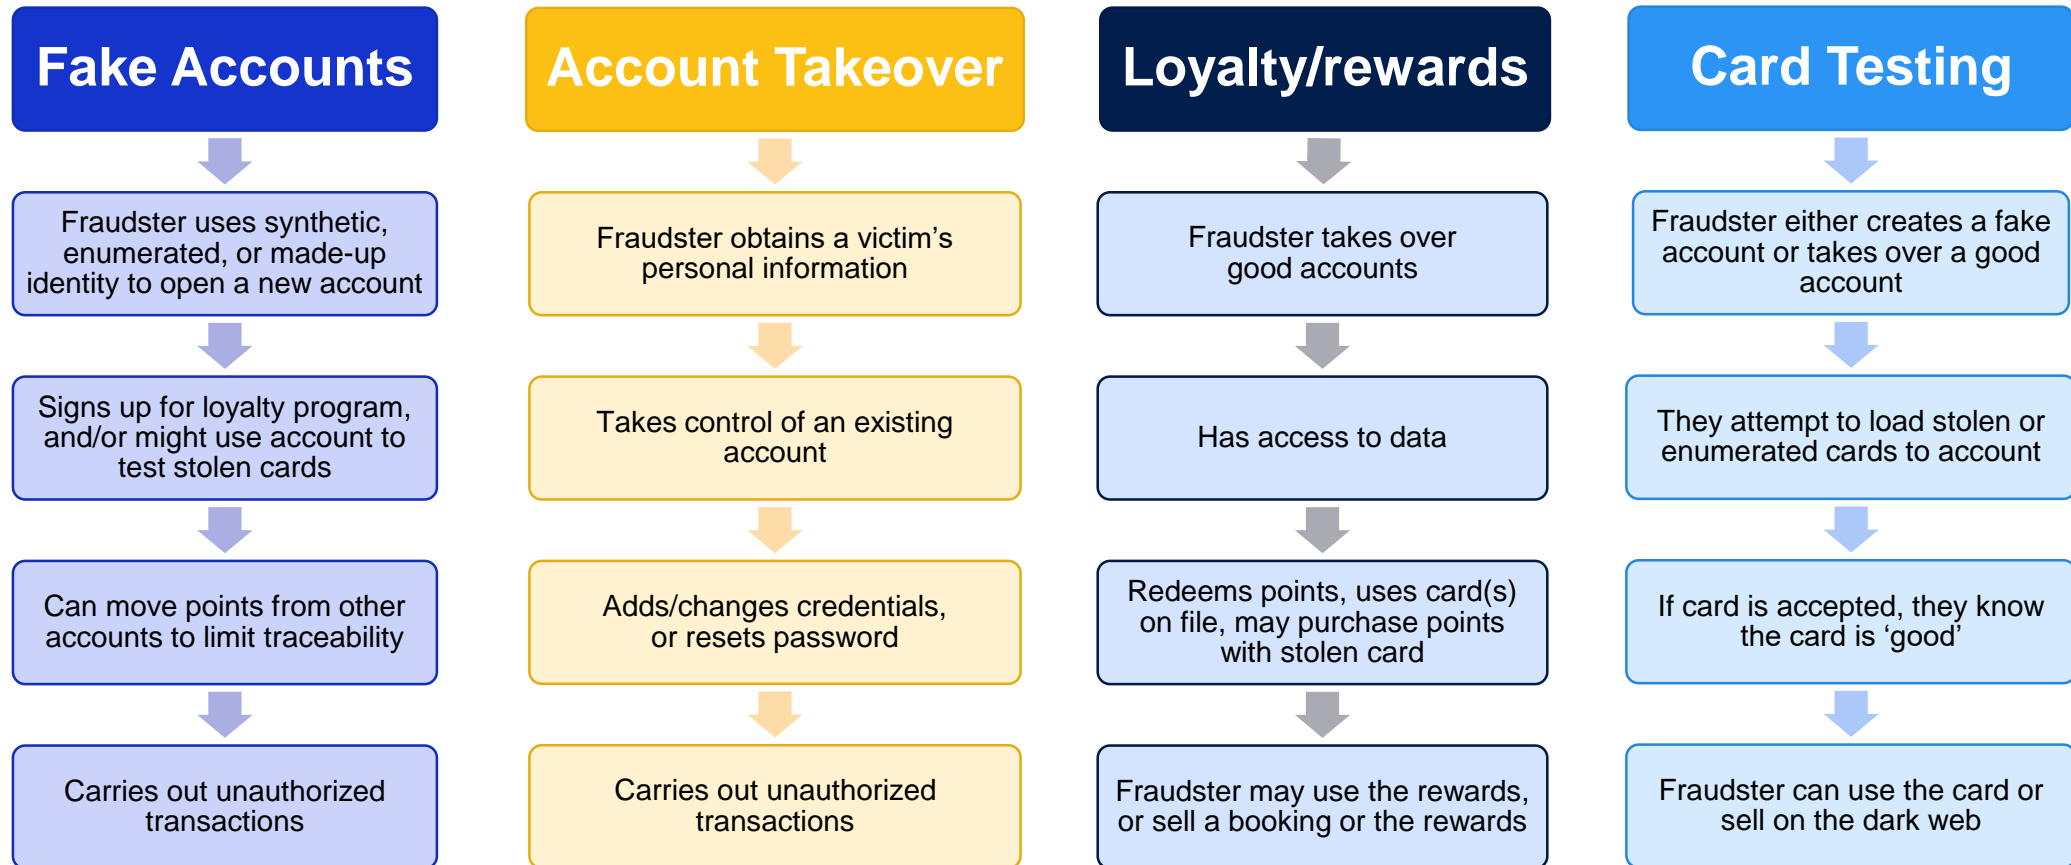 Fake Accounts
Fraudster uses synthetic,
enumerated, or made-up
identity to open a new account
Signs up for loyalty program,
and/or might use account to
test stolen cards
Can move points from other
accounts to limit traceability
Carries out unauthorized
transactions
Account Takeover
Fraudster obtains a victim’s
personal information
Takes control of an existing
account
Adds/changes credentials,
or resets password
Carries out unauthorized
transactions
Loyalty/rewards
Fraudster takes over
good accounts
Has access to data
Redeems points, uses card(s)
on file, may purchase points
with stolen card
Fraudster may use the rewards,
or sell a booking or the rewards
Card Testing
Fraudster either creates a fake
account or takes over a good
account
They attempt to load stolen or
enumerated cards to account
If card is accepted, they know
the card is ‘good’
Fraudster can use the card or
sell on the dark web